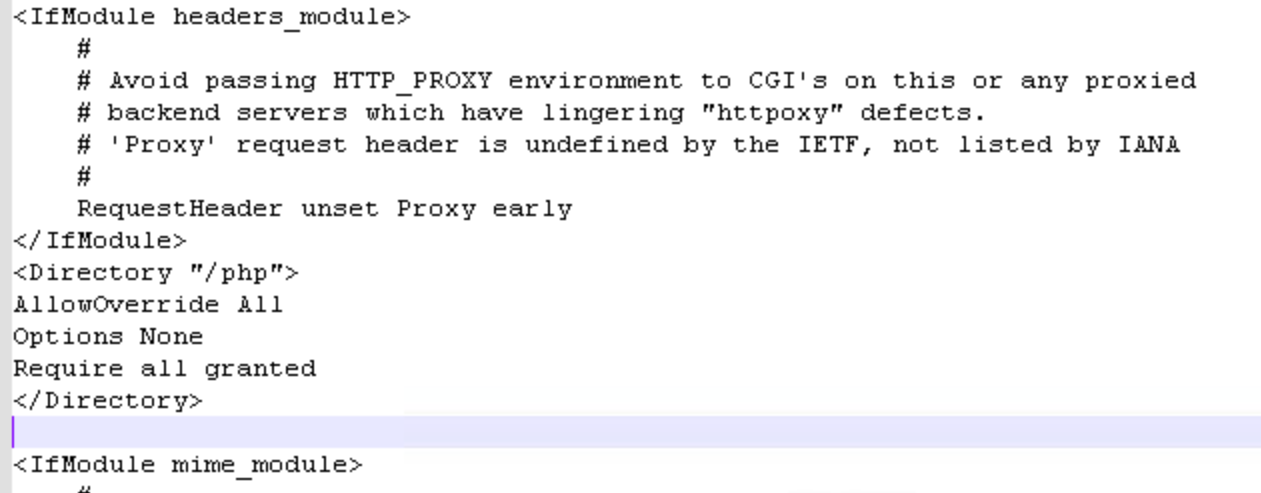 <IfModule headers_module>
#
# Avoid passing HTTP_PROXY environment to CGI's on this or any proxied
# backend servers which have lingering "httpoxy" defects.
# 'Proxy' request header is undefined by the IETF, not listed by IANA
#
RequestHeader unset Proxy early
</IfModule>
<Directory "/php">
AllowOverride All
Options None
Require all granted
</Directory>
<IfModule mime_module>
#